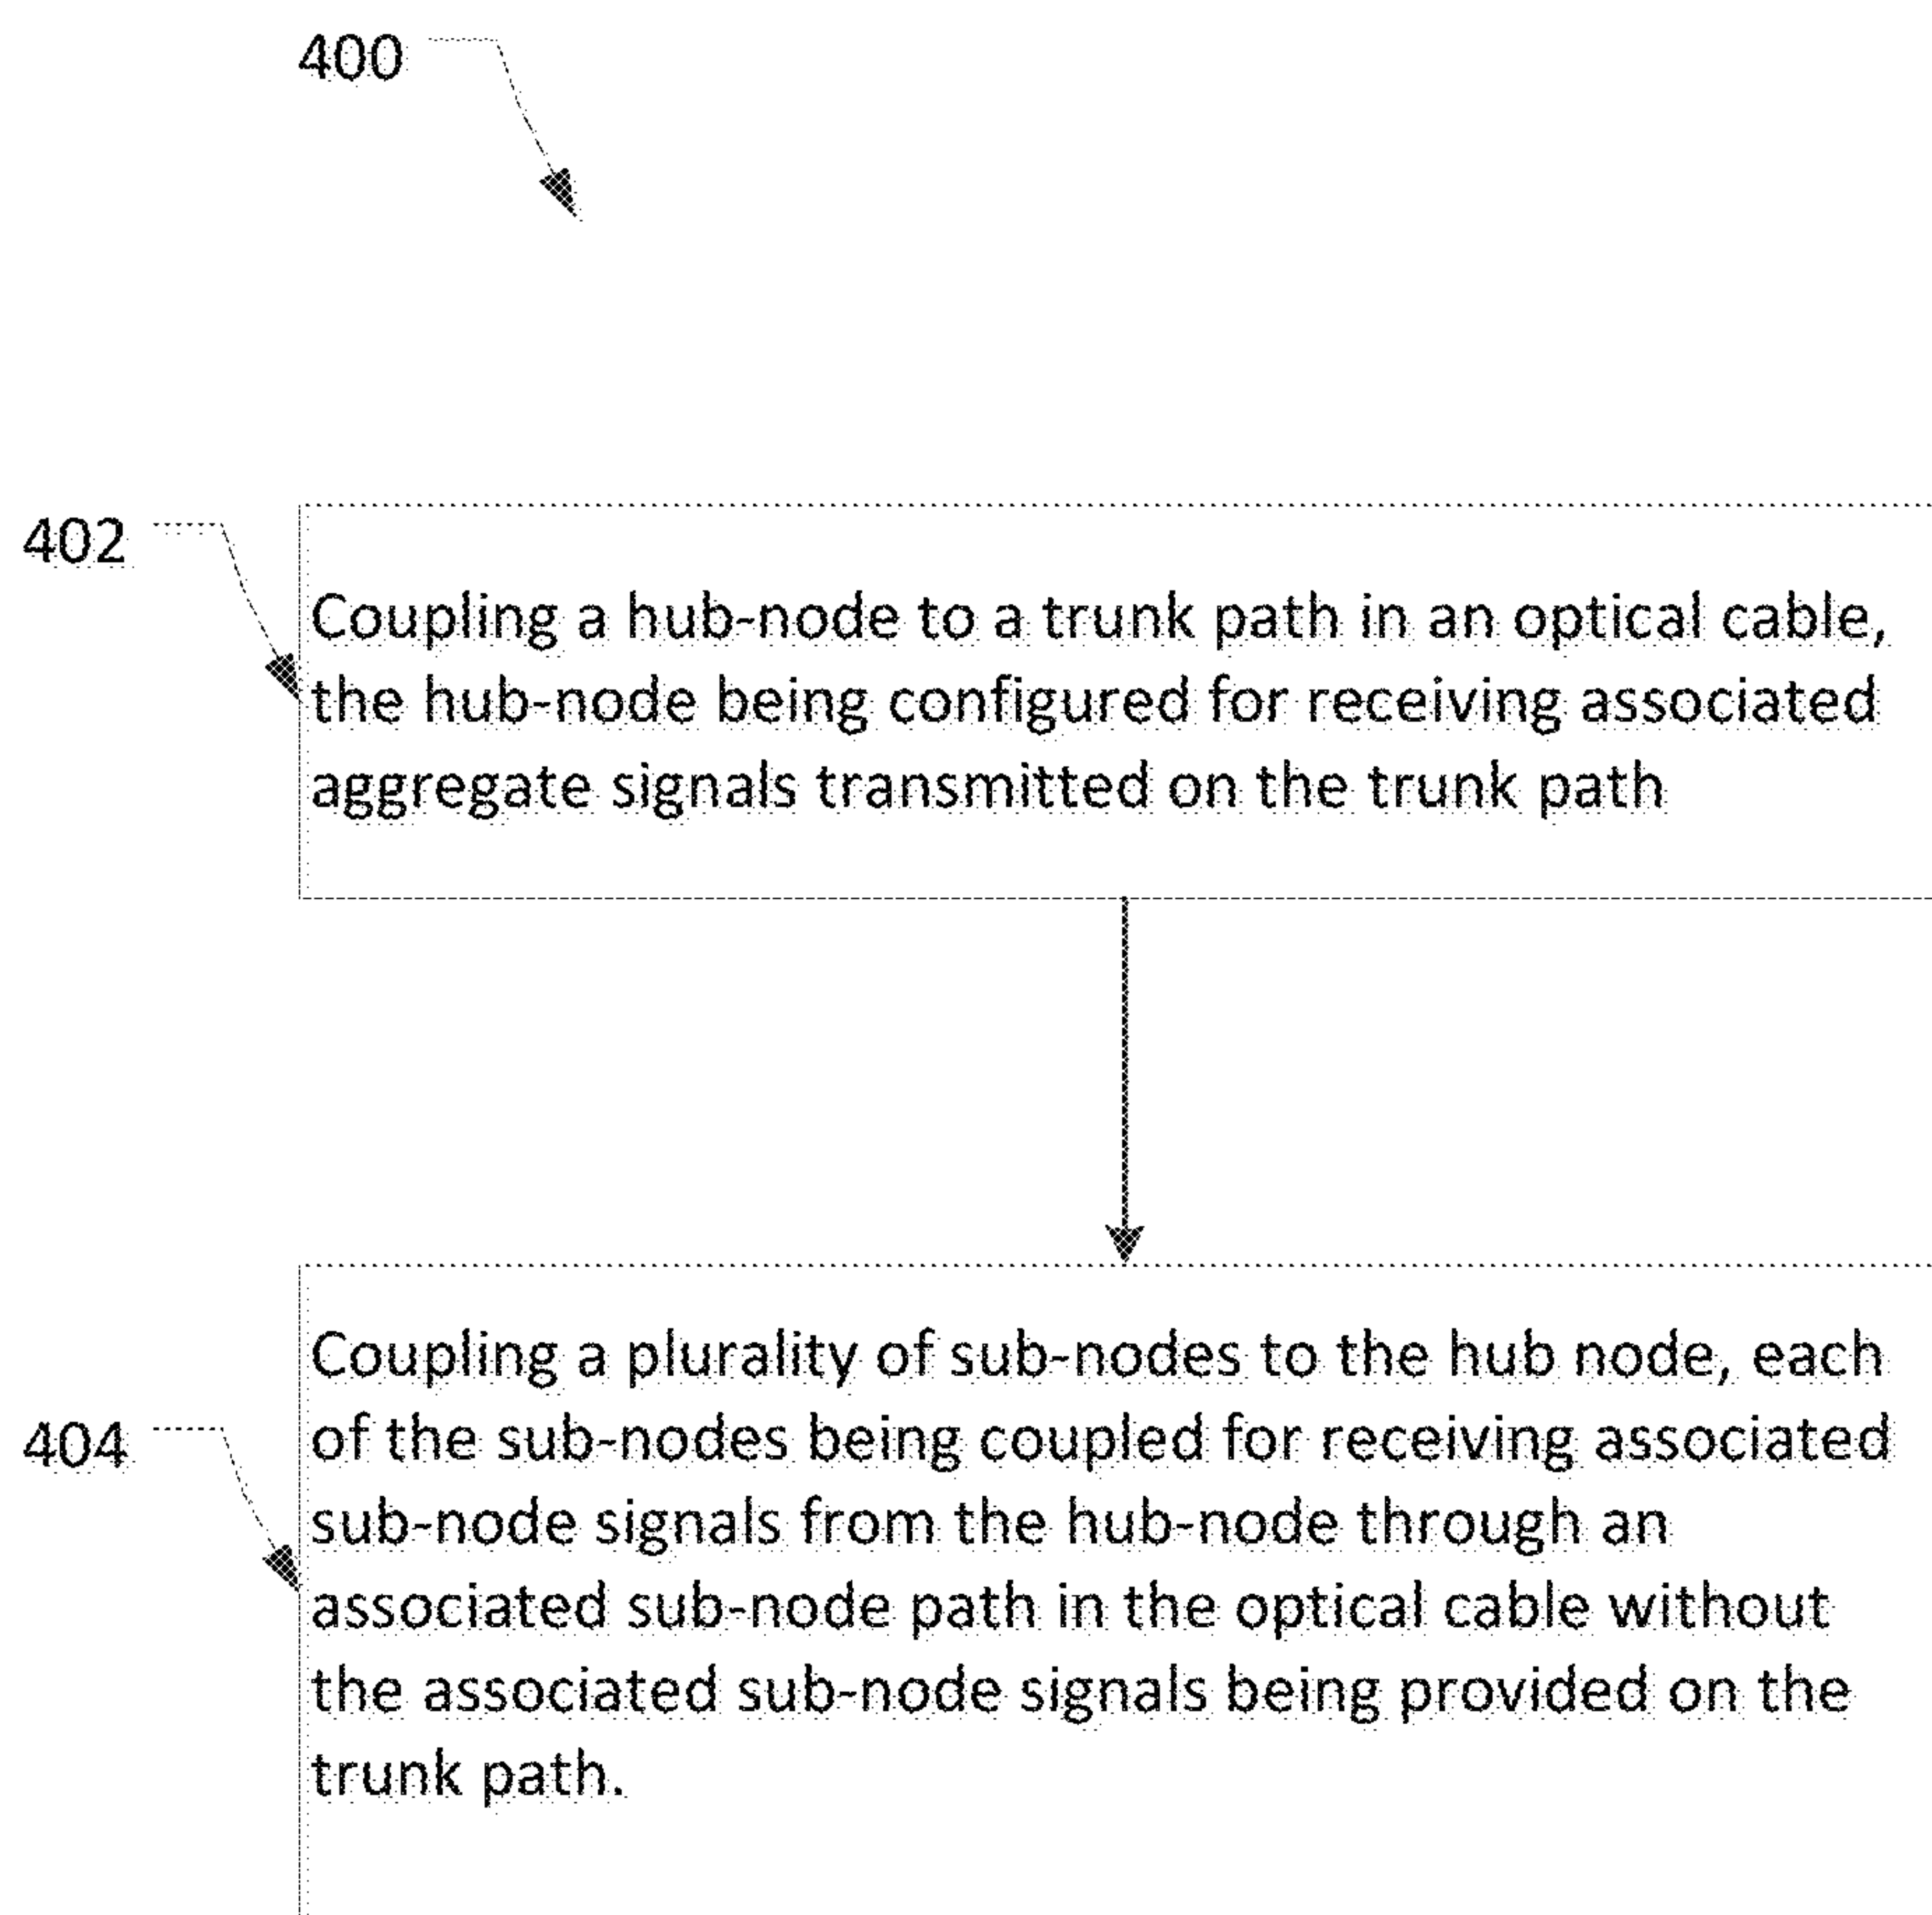 400
402
Coupling a hub-node to a trunk path in an optical cable,
the hub-node being configured for receiving associated
aggregate signals transmitted on the trunk path
404
Coupling a plurality of sub-nodes to the hub node, each
of the sub-nodes being coupled for receiving associated
sub-node signals from the hub-node through an
associated sub-node path in the optical cable without
the associated sub-node signals being provided on the
trunk path.